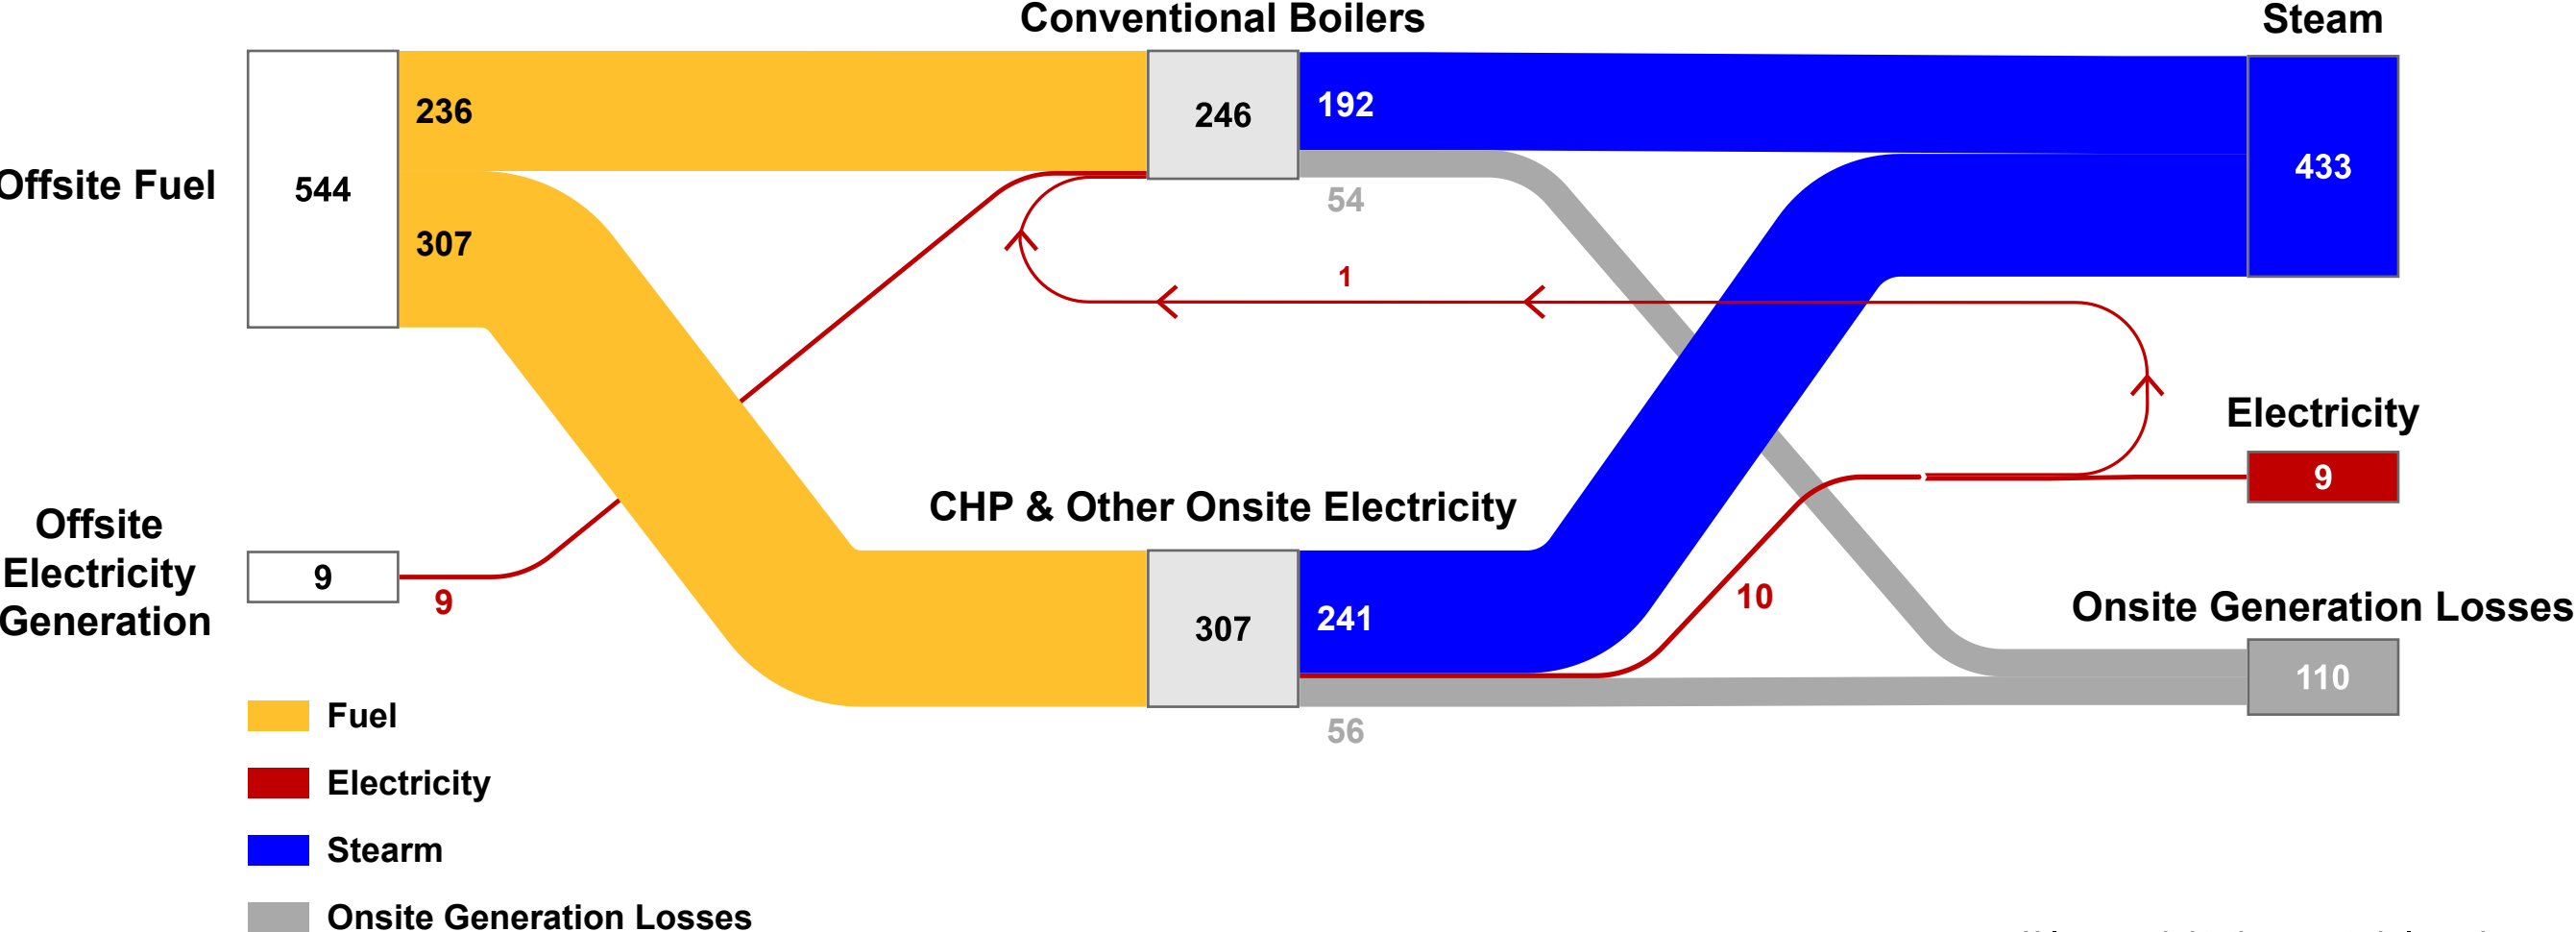 Conventional Boilers
Steam
236
246
192
433
Offsite Fuel
544
54
307
1
Electricity
9
CHP & Other Onsite Electricity
Offsite
Electricity
Generation
9
9
10
Onsite Generation Losses
307
241
110
56
Fuel
Electricity
Stearm
Onsite Generation Losses